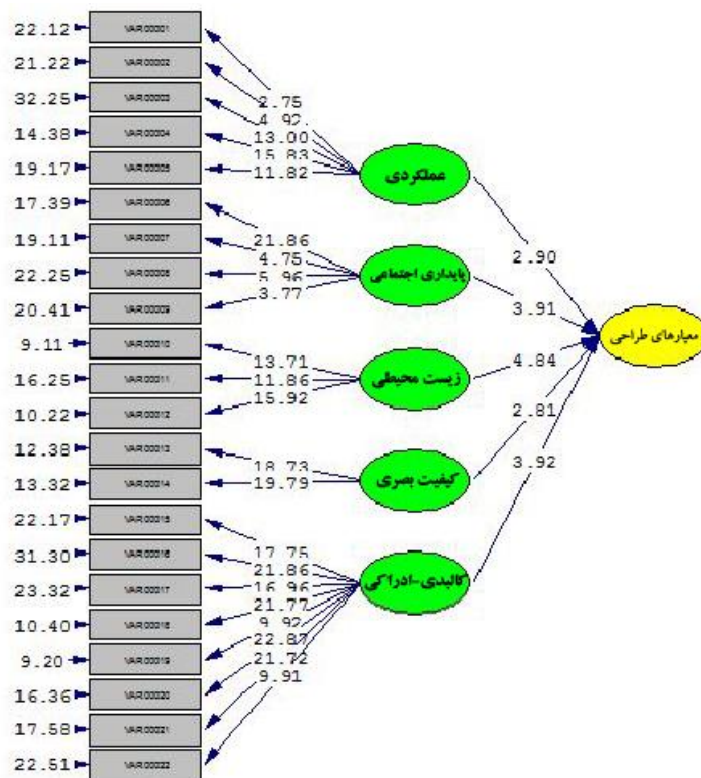 22.12 VAR00001
21.22 VAR00002
32.25 VAR00003
14.38 VAR00004
19.17 VAR00005
17.39 VAR00006
19.11 VAR00007
22.25 VAR00008
20.41 VAR00009
9.11 VAR00010
16.25 VAR00011
10.22 VAR00012
12.38 VAR00013
13.32 VAR00014
22.17 VAR00015
31.30 VAR00016
23.32 VAR00017
10.40 VAR00018
9.20 VAR00019
16.36 VAR00020
17.58 VAR00021
22.51 VAR00022
2.75
4.92
13.00
15.83
11.82
21.86
4.75
5.96
3.77
13.71
11.86
15.92
18.73
19.79
17.75
21.86
16.96
21.77
9.92
22.87
21.72
9.91
عملکردی
پایداری اجتماعی
زیست محیطی
کیفیت بصری
کالبدی-ادراکی
2.90
3.91
4.84
2.81
3.92
معیارهای طراحی